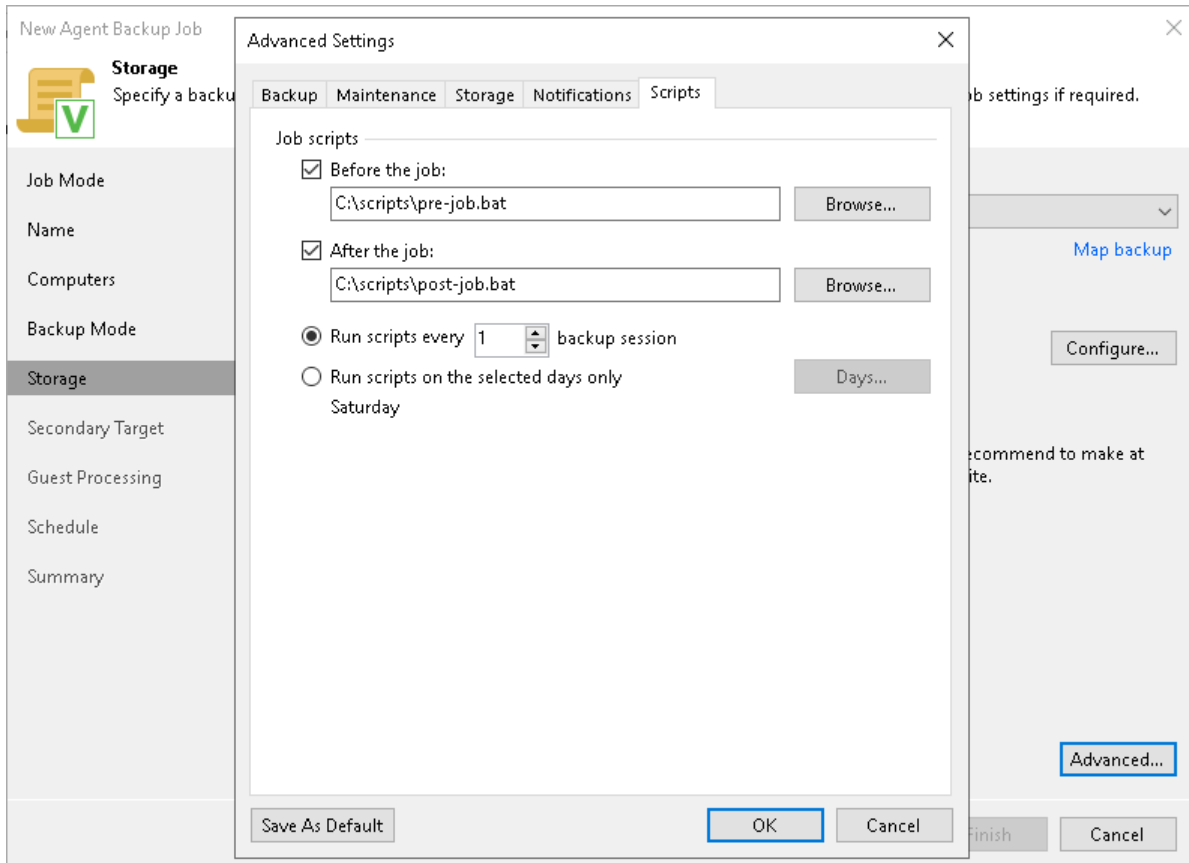 New Agent Backup Job
Storage
Specify a backu
b settings if required.
Job Mode
Name
Computers
Backup Mode
Storage
Secondary Target
Guest Processing
Schedule
Summary
Advanced Settings
Backup Maintenance Storage Notifications Scripts
Job scripts
Before the job:
C:\scripts\pre-job.bat Browse...
After the job:
C:\scripts\post-job.bat Browse...
Run scripts every 1 backup session
Run scripts on the selected days only Days...
Saturday
Save As Default OK Cancel
Map backup
Configure...
ecommend to make at
ite.
Advanced...
Finish Cancel